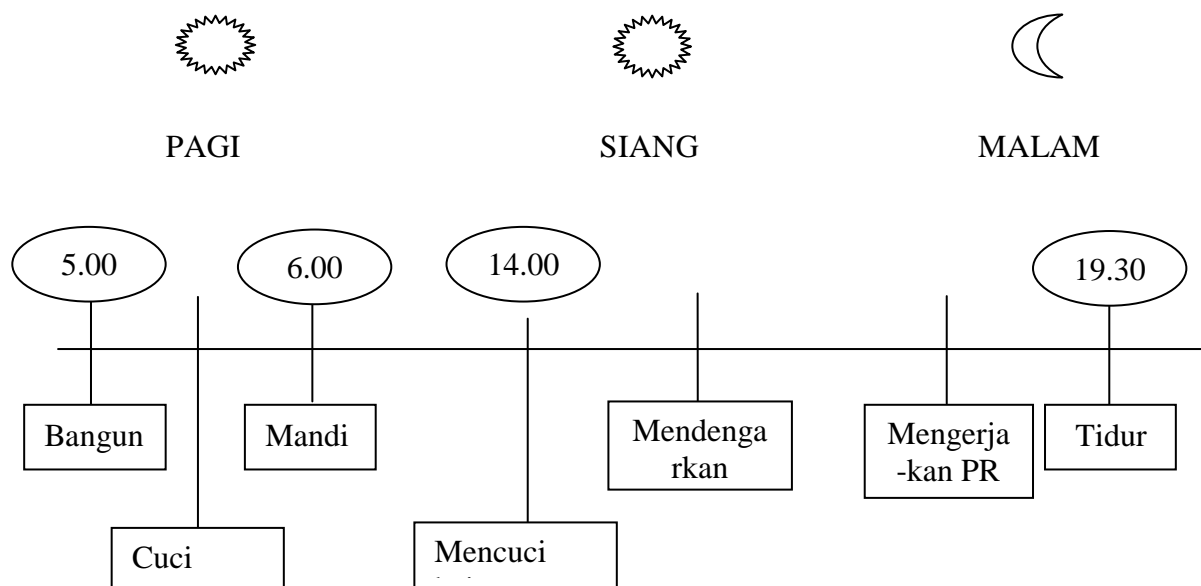 PAGI SIANG MALAM
5.00 6.00 14.00 19.30
Bangun Mandi Mendenga
rkan Mengerja
-kan PR Tidur
Cuci Mencuci